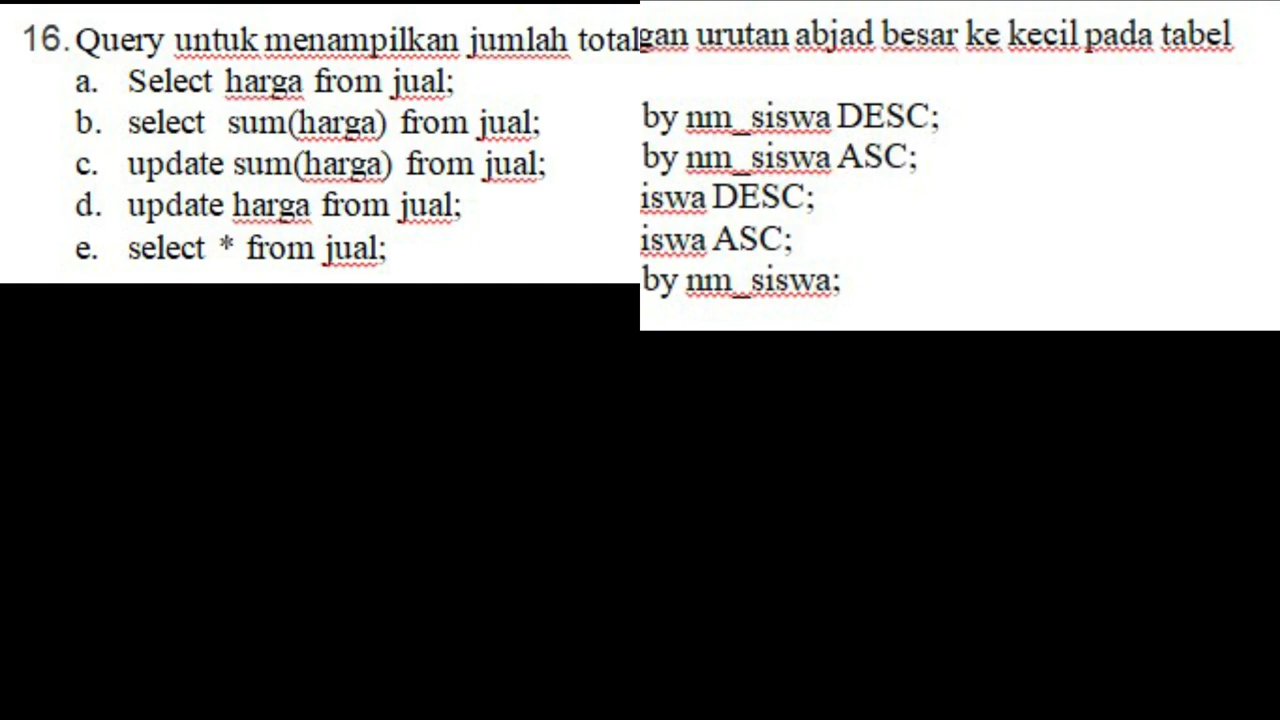 16. Query untuk menampilkan jumlah total
a. Select harga from jual;
b. select sum(harga) from jual;
c. update sum(harga) from jual;
d. update harga from jual;
e. select * from jual;
gan urutan abjad besar ke kecil pada tabel
by nm_siswa DESC;
by nm_siswa ASC;
iswa DESC;
iswa ASC;
by nm_siswa;